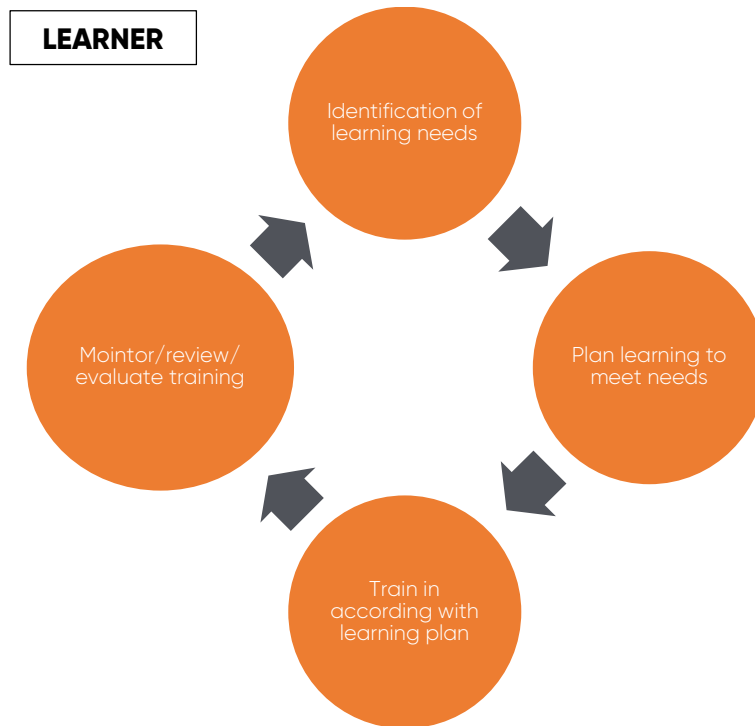 LEARNER
Identification of
learning needs
Plan learning to
meet needs
Train in
according with
learning plan
Mointor/review/
evaluate training